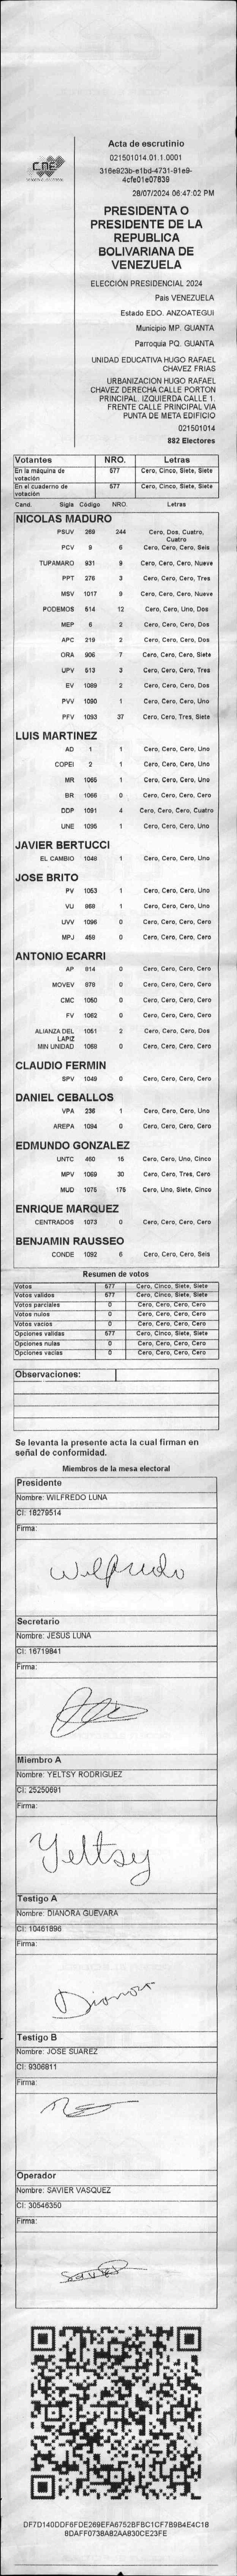 CNE
Acta de escrutinio
021501014.01.1.0001
316e923b-e1bd-4731-91e9-
4cfe01e07839
28/07/2024 06:47:02 PM
PRESIDENTA O
PRESIDENTE DE LA
REPUBLICA
BOLIVARIANA DE
VENEZUELA
ELECCIÓN PRESIDENCIAL 2024
Pais VENEZUELA
Estado EDO. ANZOATEGUI
Municipio MP. GUANTA
Parroquia PQ. GUANTA
UNIDAD EDUCATIVA HUGO RAFAEL
CHAVEZ FRIAS
URBANIZACION HUGO RAFAEL
CHAVEZ DERECHA CALLE PORTON
PRINCIPAL. IZQUIERDA CALLE 1.
FRENTE CALLE PRINCIPAL VIA
PUNTA DE META EDIFICIO
021501014
882 Electores
Votantes NRO. Letras
En la máquina de votación 577 Cero, Cinco, Siete, Siete
En el cuaderno de votación 577 Cero, Cinco, Siete, Siete
Cand. Sigla Código NRO. Letras
NICOLAS MADURO
PSUV 269 244 Cero, Dos, Cuatro, Cuatro
PCV 9 6 Cero, Cero, Cero, Seis
TUPAMARO 931 9 Cero, Cero, Cero, Nueve
PPT 276 3 Cero, Cero, Cero, Tres
MSV 1017 9 Cero, Cero, Cero, Nueve
PODEMOS 514 12 Cero, Cero, Uno, Dos
MEP 6 2 Cero, Cero, Cero, Dos
APC 219 2 Cero, Cero, Cero, Dos
ORA 906 7 Cero, Cero, Cero, Siete
UPV 513 3 Cero, Cero, Cero, Tres
EV 1089 2 Cero, Cero, Cero, Dos
PVV 1090 1 Cero, Cero, Cero, Uno
PFV 1093 37 Cero, Cero, Tres, Siete
LUIS MARTINEZ
AD 1 1 Cero, Cero, Cero, Uno
COPEI 2 1 Cero, Cero, Cero, Uno
MR 1065 1 Cero, Cero, Cero, Uno
BR 1066 0 Cero, Cero, Cero, Cero
DDP 1091 4 Cero, Cero, Cero, Cuatro
UNE 1095 1 Cero, Cero, Cero, Uno
JAVIER BERTUCCI
EL CAMBIO 1048 1 Cero, Cero, Cero, Uno
JOSE BRITO
PV 1053 1 Cero, Cero, Cero, Uno
VU 868 1 Cero, Cero, Cero, Uno
UVV 1096 0 Cero, Cero, Cero, Cero
MPJ 459 0 Cero, Cero, Cero, Cero
ANTONIO ECARRI
AP 914 0 Cero, Cero, Cero, Cero
MOVEV 878 0 Cero, Cero, Cero, Cero
CMC 1050 0 Cero, Cero, Cero, Cero
FV 1062 0 Cero, Cero, Cero, Cero
ALIANZA DEL LAPIZ 1051 2 Cero, Cero, Cero, Dos
MIN UNIDAD 1058 0 Cero, Cero, Cero, Cero
CLAUDIO FERMIN
SPV 1049 0 Cero, Cero, Cero, Cero
DANIEL CEBALLOS
VPA 236 1 Cero, Cero, Cero, Uno
AREPA 1094 0 Cero, Cero, Cero, Cero
EDMUNDO GONZALEZ
UNTC 460 15 Cero, Cero, Uno, Cinco
MPV 1069 30 Cero, Cero, Tres, Cero
MUD 1075 175 Cero, Uno, Siete, Cinco
ENRIQUE MARQUEZ
CENTRADOS 1073 0 Cero, Cero, Cero, Cero
BENJAMIN RAUSSEO
CONDE 1092 6 Cero, Cero, Cero, Seis
Resumen de votos
Votos 577 Cero, Cinco, Siete, Siete
Votos validos 577 Cero, Cinco, Siete, Siete
Votos parciales 0 Cero, Cero, Cero, Cero
Votos nulos 0 Cero, Cero, Cero, Cero
Votos vacios 0 Cero, Cero, Cero, Cero
Opciones validas 577 Cero, Cinco, Siete, Siete
Opciones nulas 0 Cero, Cero, Cero, Cero
Opciones vacias 0 Cero, Cero, Cero, Cero
Observaciones:
Se levanta la presente acta la cual firman en
señal de conformidad.
Miembros de la mesa electoral
Presidente
Nombre: WILFREDO LUNA
CI: 18279514
Firma:
Wilfredo
Secretario
Nombre: JESUS LUNA
CI: 16719841
Firma:
Miembro A
Nombre: YELTSY RODRIGUEZ
CI: 25250691
Firma:
Yeltsy
Testigo A
Nombre: DIANORA GUEVARA
CI: 10461896
Firma:
Dianora
Testigo B
Nombre: JOSE SUAREZ
CI: 9306811
Firma:
Operador
Nombre: SAVIER VASQUEZ
CI: 30546350
Firma:
DF7D140DDF6FDE269EFA6752BFBC1CF7B9B4E4C18
8DAFF0738A82AA830CE23FE